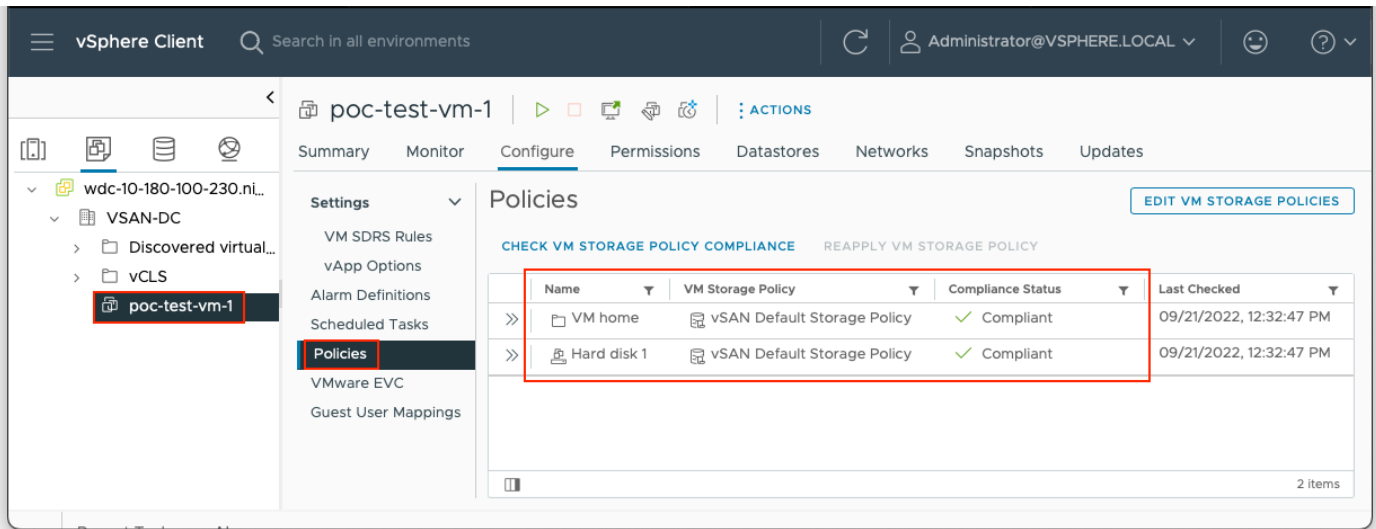 vSphere Client
Search in all environments
Administrator@VSPHERE.LOCAL
wdc-10-180-100-230.ni...
VSAN-DC
Discovered virtual...
vCLS
poc-test-vm-1
poc-test-vm-1
ACTIONS
Summary Monitor Configure Permissions Datastores Networks Snapshots Updates
Settings
VM SDRS Rules
vApp Options
Alarm Definitions
Scheduled Tasks
Policies
VMware EVC
Guest User Mappings
Policies
EDIT VM STORAGE POLICIES
CHECK VM STORAGE POLICY COMPLIANCE REAPPLY VM STORAGE POLICY
Name VM Storage Policy Compliance Status Last Checked
VM home vSAN Default Storage Policy Compliant 09/21/2022, 12:32:47 PM
Hard disk 1 vSAN Default Storage Policy Compliant 09/21/2022, 12:32:47 PM
2 items